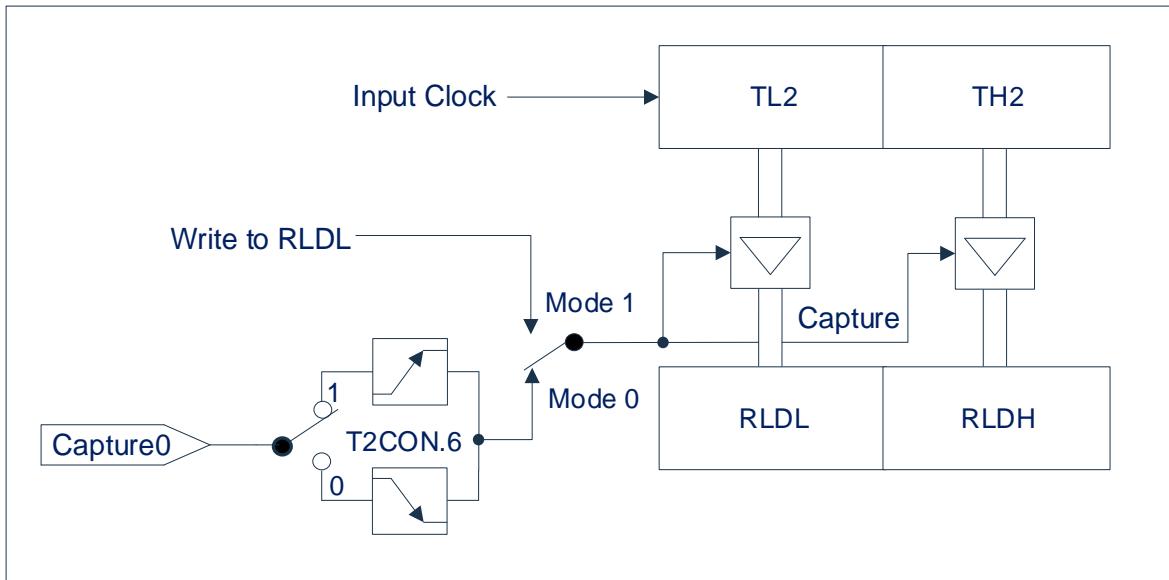 Input Clock
TL2
TH2
Write to RLDL
Mode 1
Capture
Mode 0
1
T2CON.6
Capture0
0
RLDL
RLDH